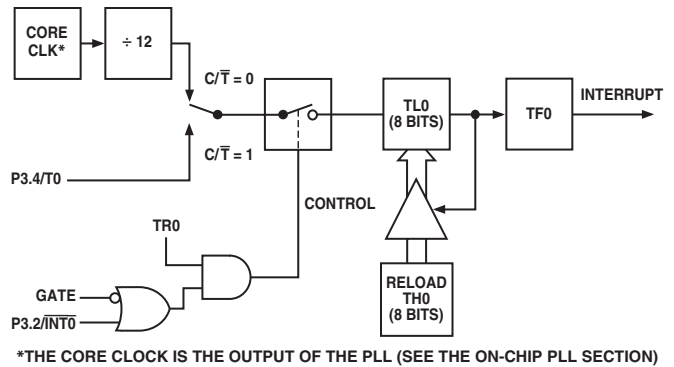 CORE
CLK*
÷ 12
C/T̅ = 0
TL0
(8 BITS)
TF0
INTERRUPT
C/T̅ = 1
P3.4/T0
CONTROL
TR0
GATE
P3.2/I̅N̅T̅0̅
RELOAD
TH0
(8 BITS)
*THE CORE CLOCK IS THE OUTPUT OF THE PLL (SEE THE ON-CHIP PLL SECTION)